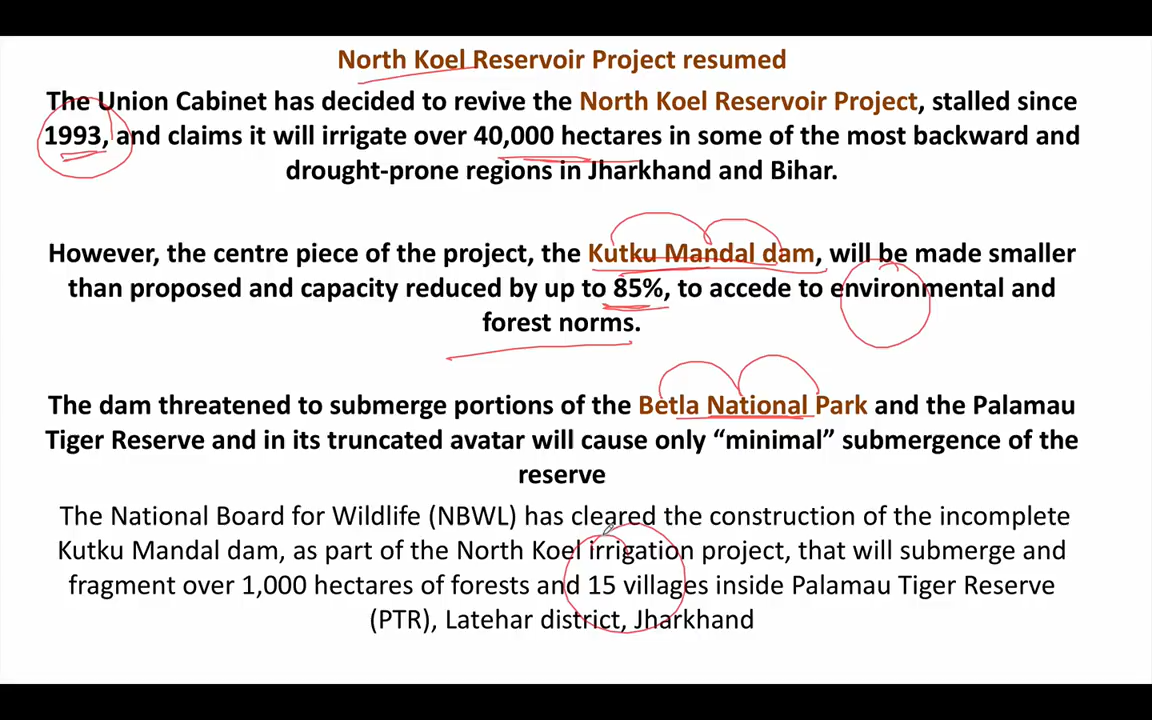 North Koel Reservoir Project resumed
The Union Cabinet has decided to revive the North Koel Reservoir Project, stalled since
1993, and claims it will irrigate over 40,000 hectares in some of the most backward and
drought-prone regions in Jharkhand and Bihar.
However, the centre piece of the project, the Kutku Mandal dam, will be made smaller
than proposed and capacity reduced by up to 85%, to accede to environmental and
forest norms.
The dam threatened to submerge portions of the Betla National Park and the Palamau
Tiger Reserve and in its truncated avatar will cause only “minimal” submergence of the
reserve
The National Board for Wildlife (NBWL) has cleared the construction of the incomplete
Kutku Mandal dam, as part of the North Koel irrigation project, that will submerge and
fragment over 1,000 hectares of forests and 15 villages inside Palamau Tiger Reserve
(PTR), Latehar district, Jharkhand